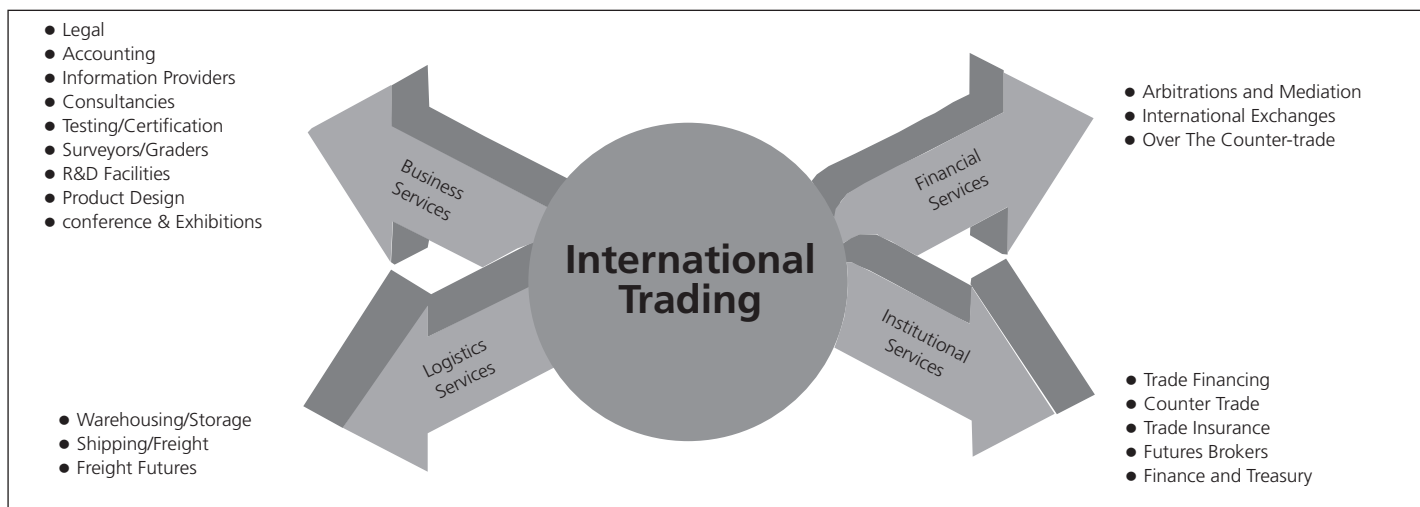 ● Legal
● Accounting
● Information Providers
● Consultancies
● Testing/Certification
● Surveyors/Graders
● R&D Facilities
● Product Design
● conference & Exhibitions
Business
Services
Financial
Services
● Arbitrations and Mediation
● International Exchanges
● Over The Counter-trade
International
Trading
Logistics
Services
Institutional
Services
● Warehousing/Storage
● Shipping/Freight
● Freight Futures
● Trade Financing
● Counter Trade
● Trade Insurance
● Futures Brokers
● Finance and Treasury